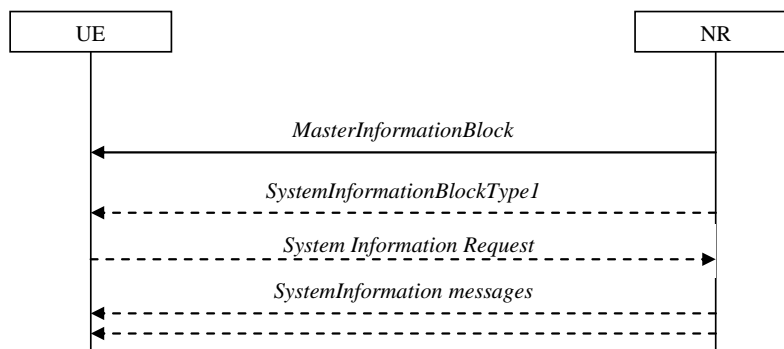 UE
NR
MasterInformationBlock
SystemInformationBlockType1
System Information Request
SystemInformation messages